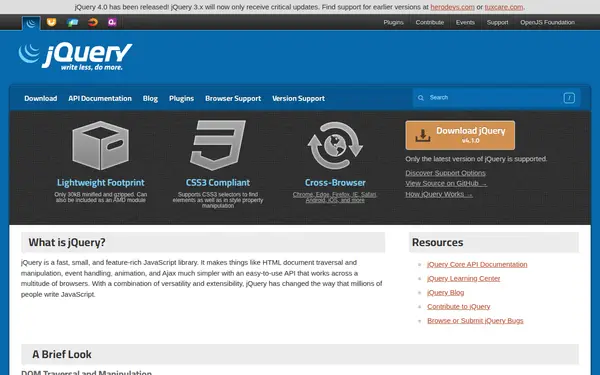 jQuery 4.0 has been released! jQuery 3.x will now only receive critical updates. Find support for earlier versions at herodevs.com or tuxcare.com.
Plugins Contribute Events Support OpenJS Foundation
jQuery
write less, do more.
Download API Documentation Blog Plugins Browser Support Version Support Search /
Lightweight Footprint
Only 30kB minified and gzipped. Can
also be included as an AMD module
CSS3 Compliant
Supports CSS3 selectors to find
elements as well as in style property
manipulation
Cross-Browser
Chrome, Edge, Firefox, IE, Safari,
Android, iOS, and more
Download jQuery
v4.1.0
Only the latest version of jQuery is supported.
Discover Support Options
View Source on GitHub →
How jQuery Works →
What is jQuery?
jQuery is a fast, small, and feature-rich JavaScript library. It makes things like HTML document traversal and
manipulation, event handling, animation, and Ajax much simpler with an easy-to-use API that works across a
multitude of browsers. With a combination of versatility and extensibility, jQuery has changed the way that millions of
people write JavaScript.
Resources
jQuery Core API Documentation
jQuery Learning Center
jQuery Blog
Contribute to jQuery
Browse or Submit jQuery Bugs
A Brief Look
DOM Traversal and Manipulation